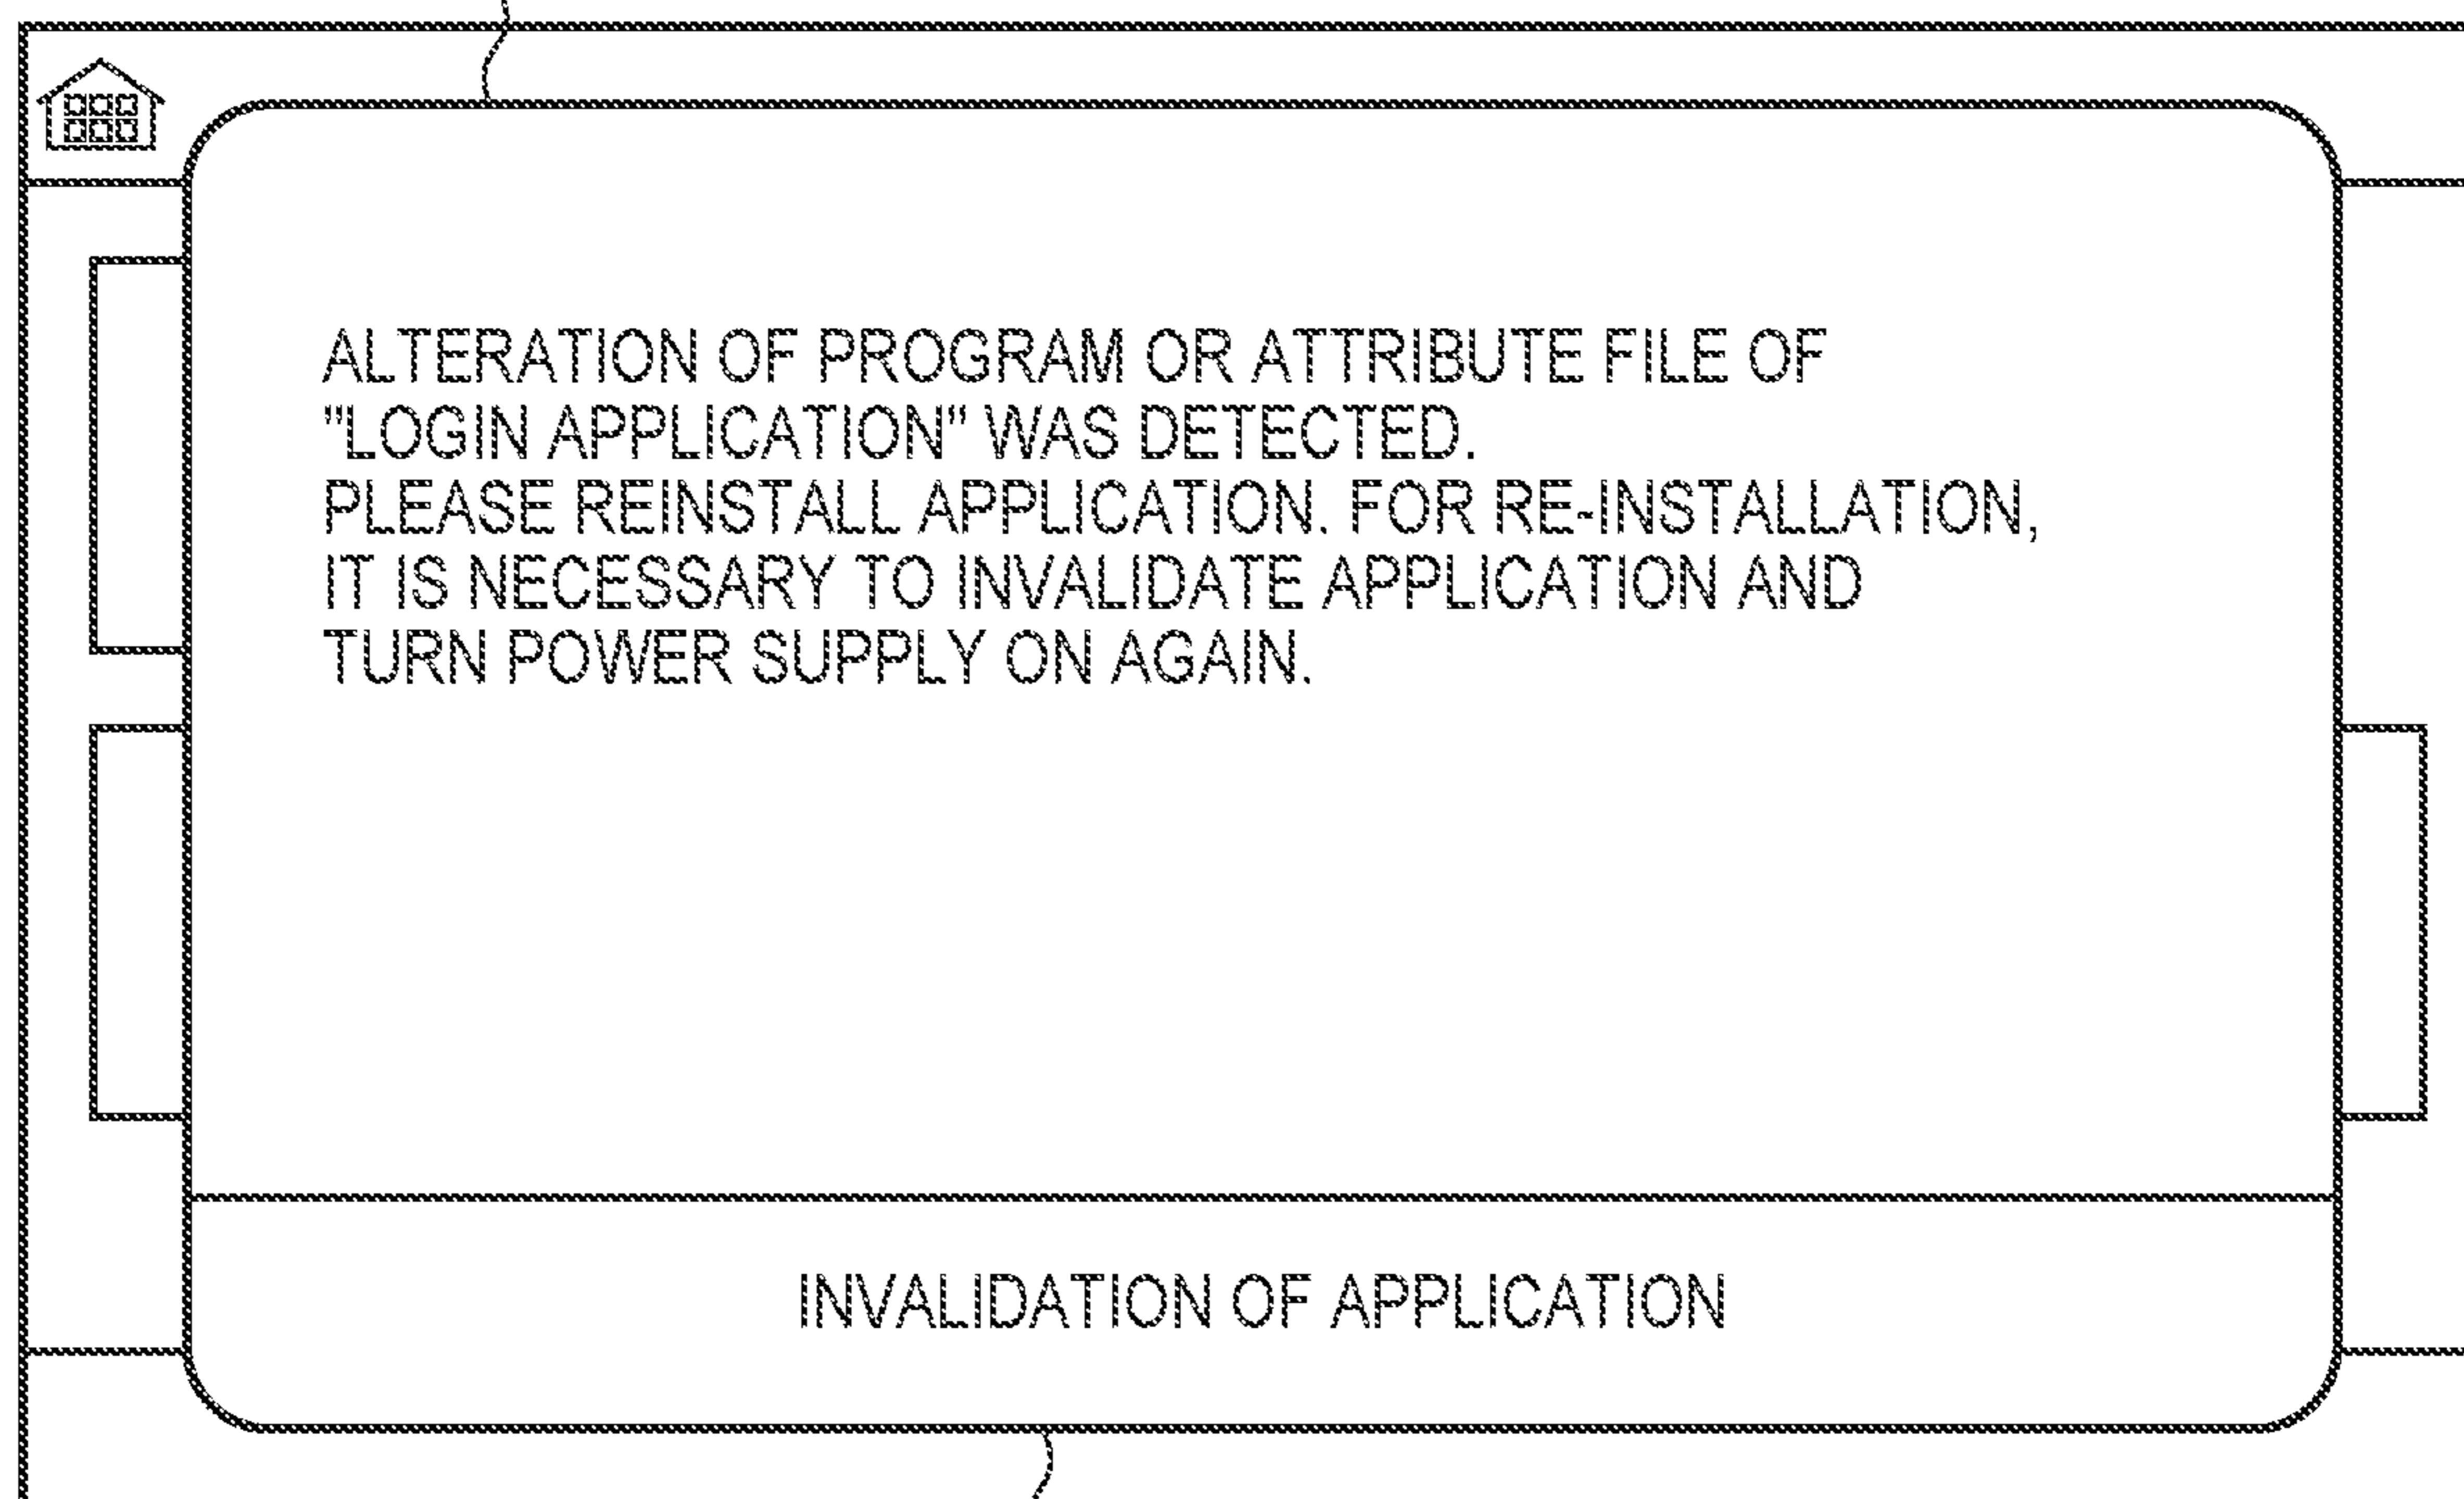 ALTERATION OF PROGRAM OR ATTRIBUTE FILE OF
"LOGIN APPLICATION" WAS DETECTED.
PLEASE REINSTALL APPLICATION. FOR RE-INSTALLATION,
IT IS NECESSARY TO INVALIDATE APPLICATION AND
TURN POWER SUPPLY ON AGAIN.
INVALIDATION OF APPLICATION